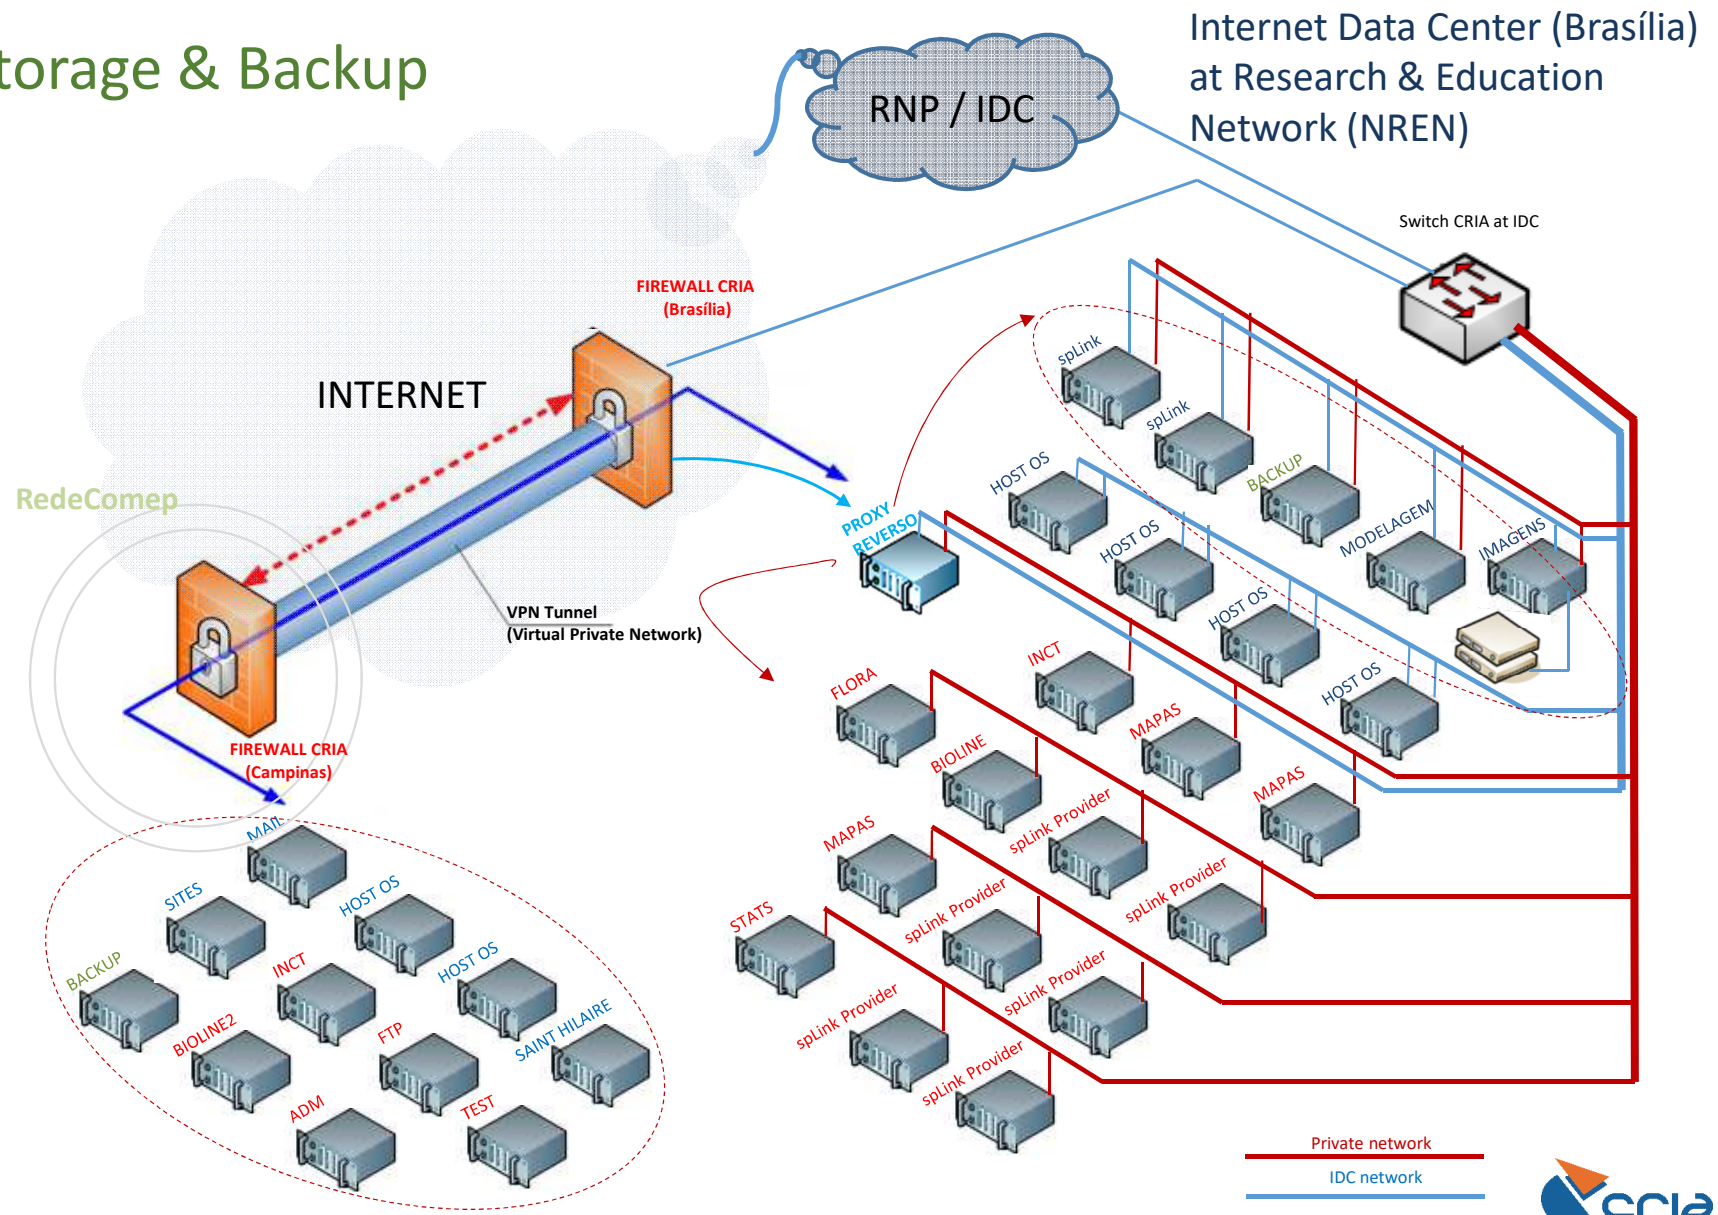 torage & Backup
Internet Data Center (Brasília)
at Research & Education
Network (NREN)
RNP / IDC
Switch CRIA at IDC
FIREWALL CRIA
(Brasília)
INTERNET
RedeComep
VPN Tunnel
(Virtual Private Network)
FIREWALL CRIA
(Campinas)
PROXY
REVERSO
spLink
spLink
BACKUP
MODELAGEM
IMAGENS
HOST OS
HOST OS
HOST OS
HOST OS
INCT
MAPAS
MAPAS
FLORA
BIOLINE
spLink Provider
spLink Provider
MAPAS
spLink Provider
spLink Provider
STATS
spLink Provider
spLink Provider
MAIL
SITES
HOST OS
BACKUP
INCT
HOST OS
BIOLINE2
FTP
SAINT HILAIRE
ADM
TEST
Private network
IDC network
cria